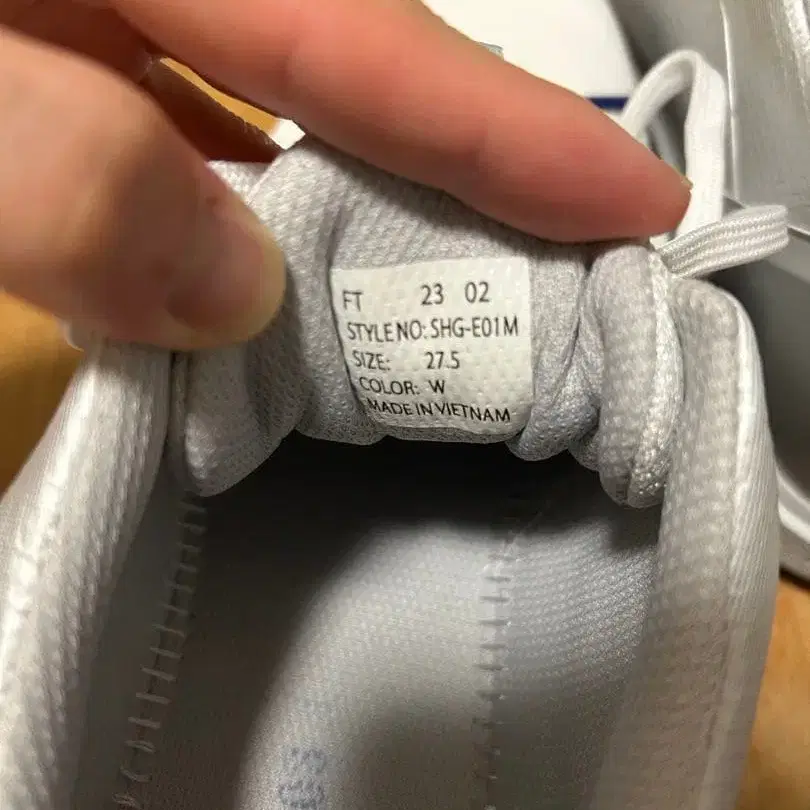 FT 23 02
STYLE NO: SHG-E01M
SIZE: 27.5
COLOR: W
MADE IN VIETNAM